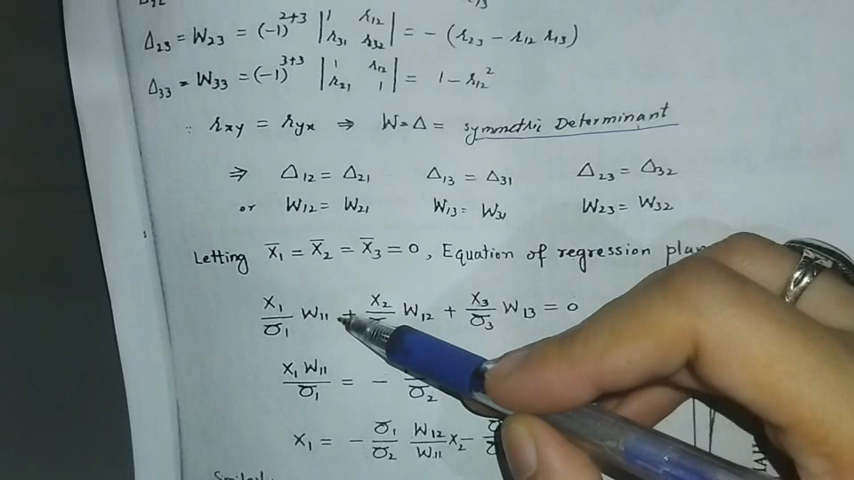 Δ₂₃ = W₂₃ = (-1)²⁺³ |1 r₁₂; r₃₁ r₃₂| = - (r₂₃ - r₁₂ r₁₃)
Δ₃₃ = W₃₃ = (-1)³⁺³ |1 r₁₂; r₂₁ 1| = 1 - r₁₂²
∵ r_xy = r_yx ⇒ W = Δ = symmetric Determinant
⇒ Δ₁₂ = Δ₂₁ Δ₁₃ = Δ₃₁ Δ₂₃ = Δ₃₂
or W₁₂ = W₂₁ W₁₃ = W₃₁ W₂₃ = W₃₂
Letting X̄₁ = X̄₂ = X̄₃ = 0, Equation of regression
X₁/σ₁ W₁₁ + X₂ W₁₂ + X₃/σ₃ W₁₃ = 0
X₁ W₁₁/σ₁ = - σ₂
X₁ = - σ₁/σ₂ W₁₂/W₁₁ X₂ -